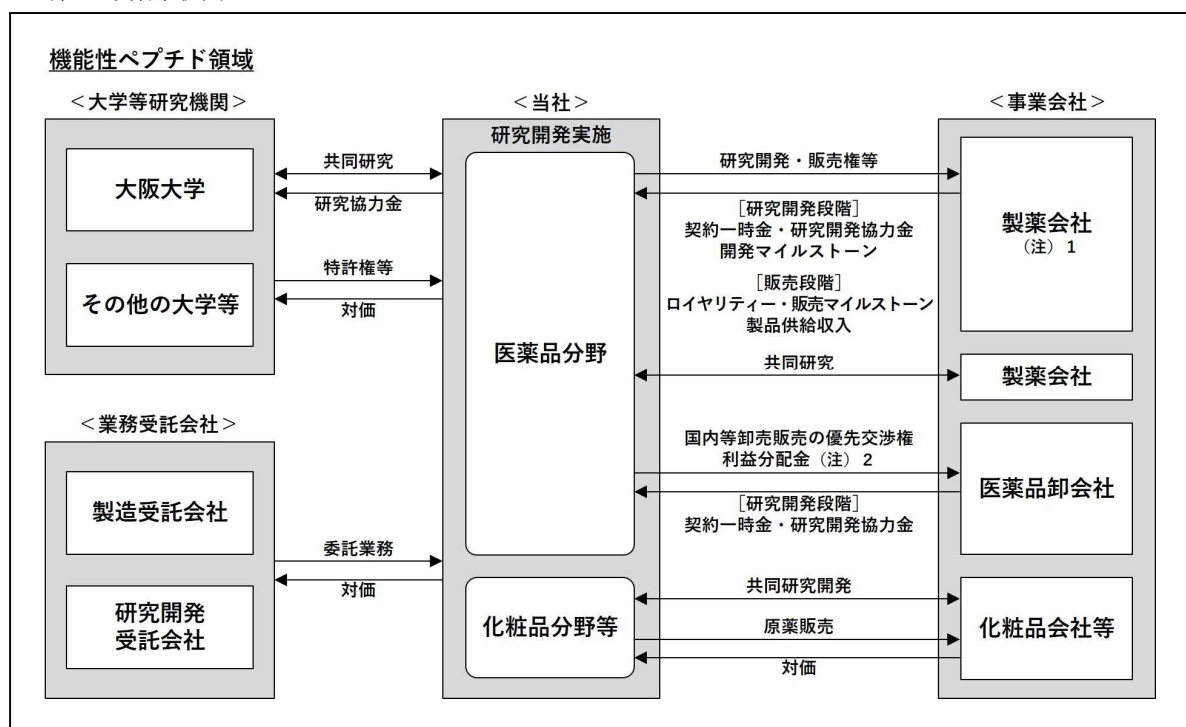 機能性ペプチド領域
＜大学等研究機関＞
大阪大学
その他の大学等
共同研究
研究協力金
特許権等
対価
＜業務受託会社＞
製造受託会社
研究開発
受託会社
委託業務
対価
＜当社＞
研究開発実施
医薬品分野
化粧品分野等
研究開発・販売権等
［研究開発段階］
契約一時金・研究開発協力金
開発マイルストーン
［販売段階］
ロイヤリティー・販売マイルストーン
製品供給収入
共同研究
国内等卸売販売の優先交渉権
利益分配金（注）2
［研究開発段階］
契約一時金・研究開発協力金
共同研究開発
原薬販売
対価
＜事業会社＞
製薬会社
（注）1
製薬会社
医薬品卸会社
化粧品会社等